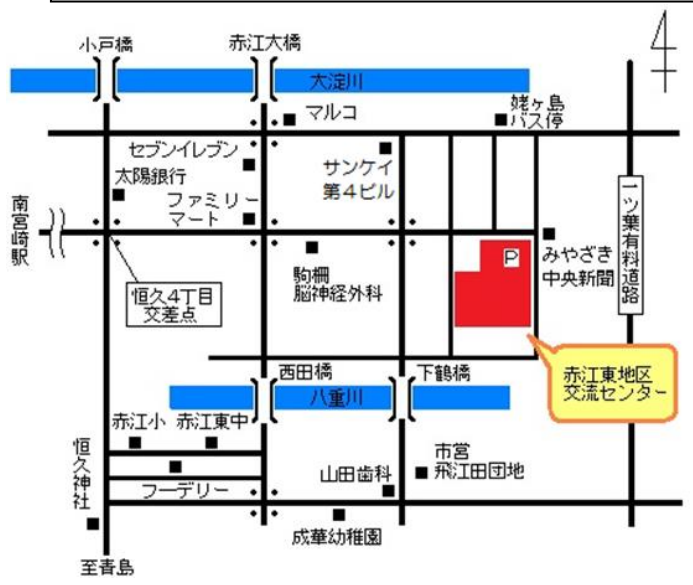 小戸橋
赤江大橋
大淀川
マルコ
姥ヶ島
バス停
セブンイレブン
太陽銀行
サンケイ
第4ビル
ファミリー
マート
南宮崎駅
一ツ葉有料道路
P
みやざき
中央新聞
駒柵
脳神経外科
恒久4丁目
交差点
赤江東地区
交流センター
西田橋
下鶴橋
八重川
赤江小
赤江東中
恒久神社
市営
飛江田団地
山田歯科
フーデリー
成華幼稚園
至青島